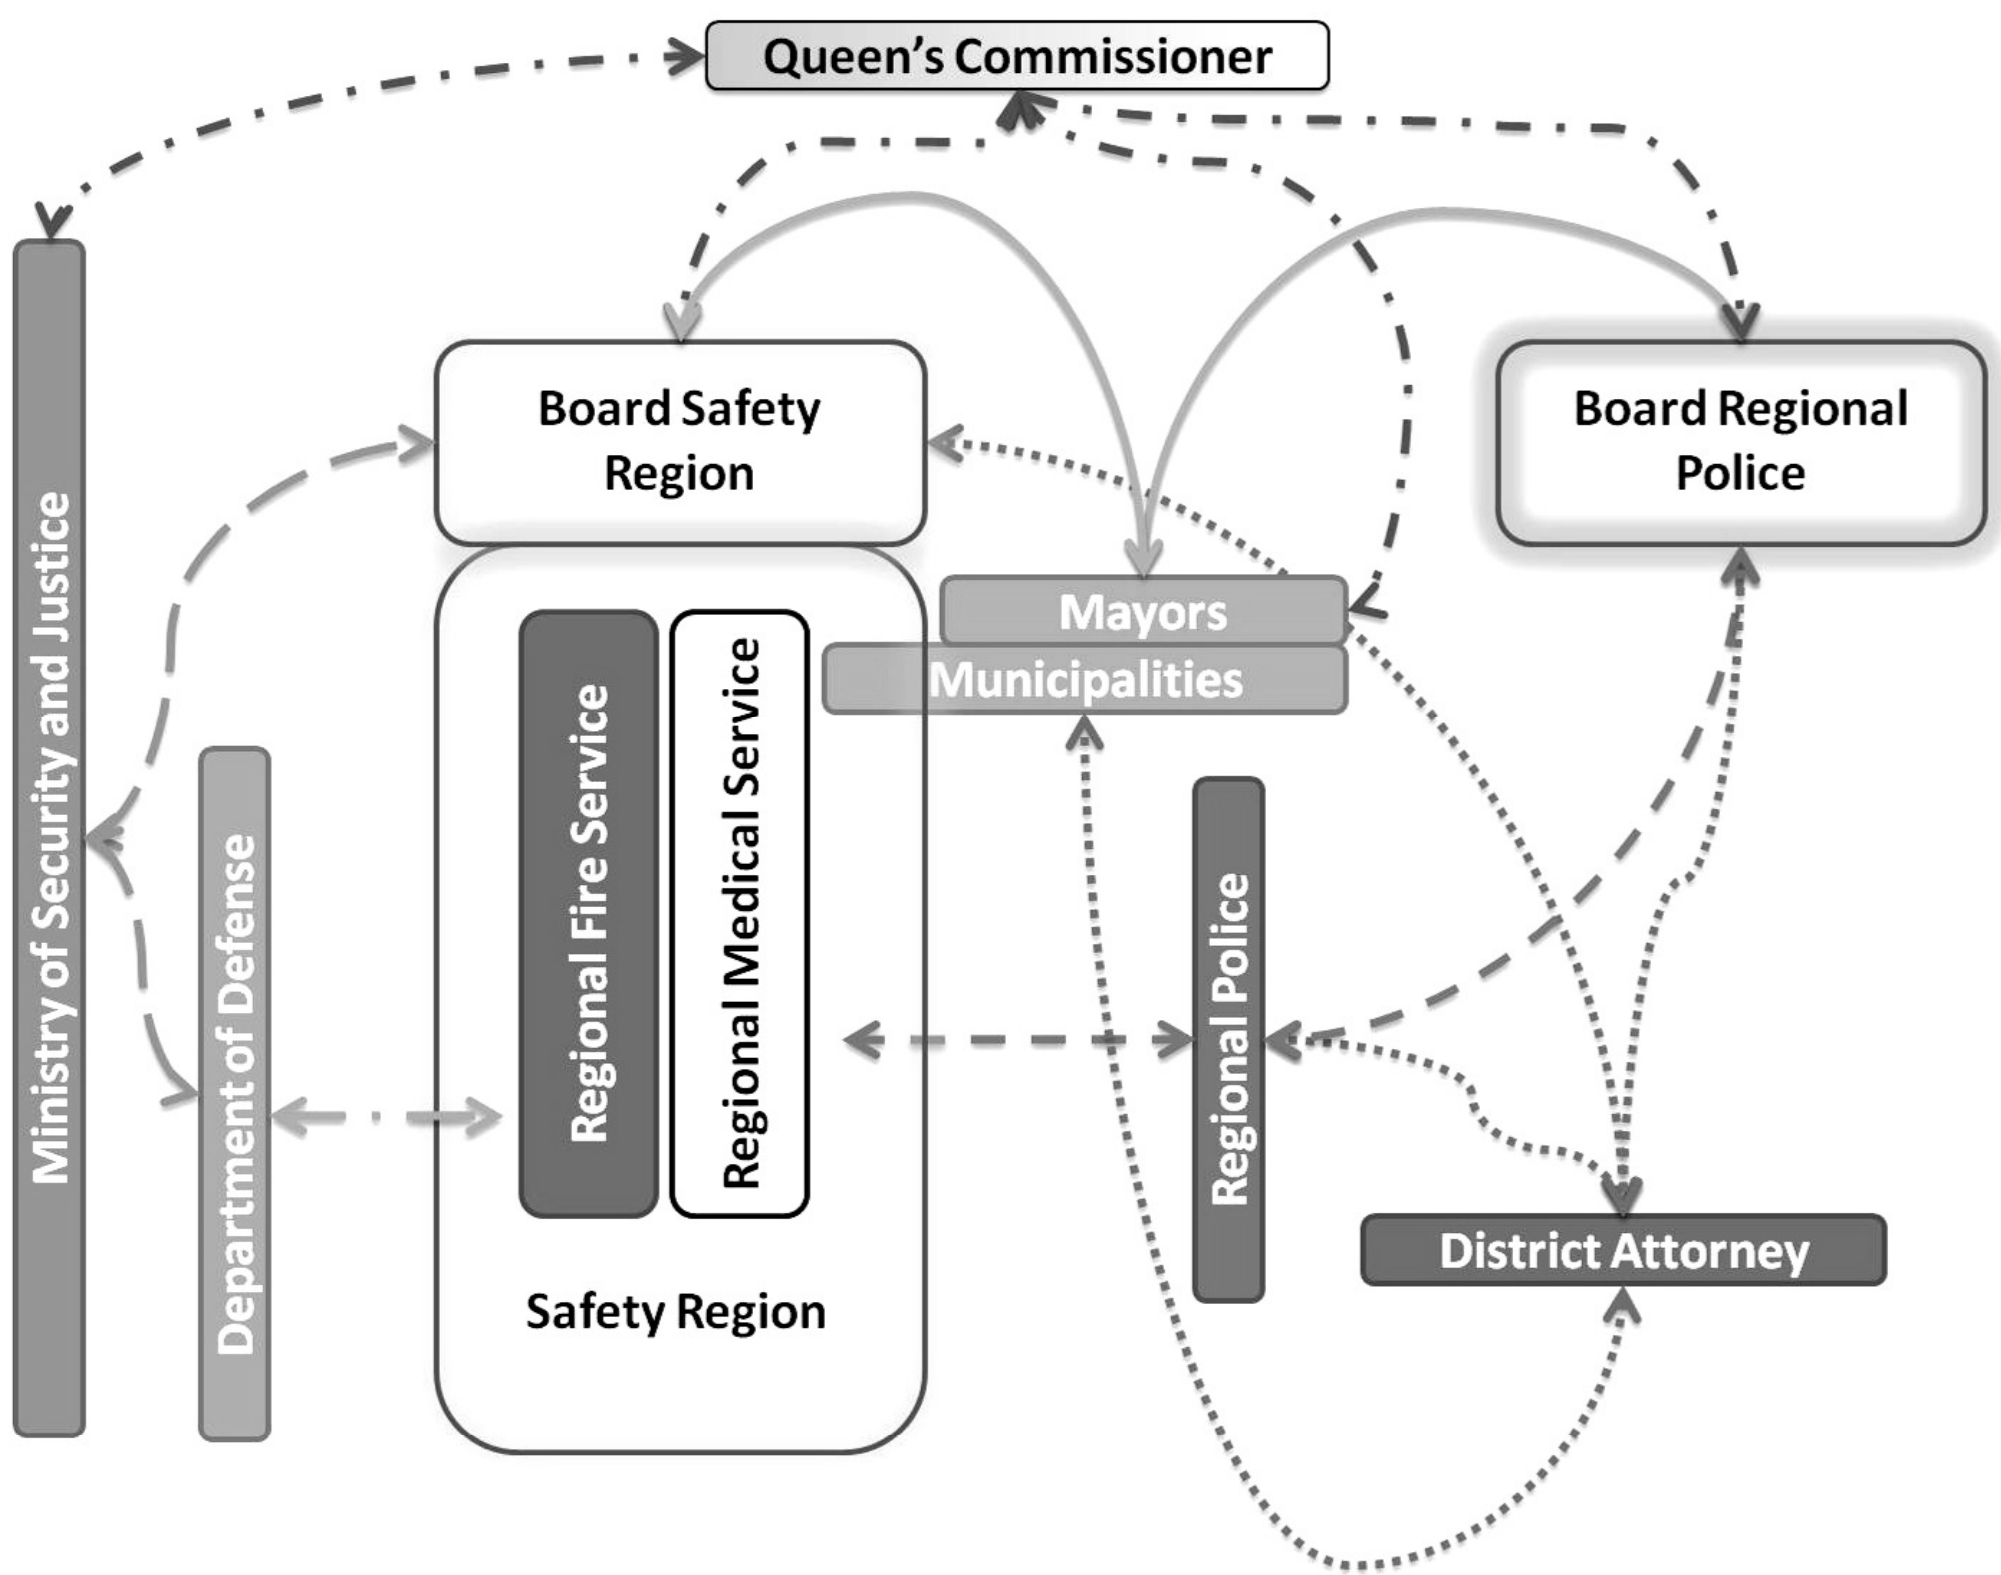 Queen's Commissioner
Board Safety
Region
Board Regional
Police
Mayors
Municipalities
Ministry of Security and Justice
Department of Defense
Regional Fire Service
Regional Medical Service
Regional Police
District Attorney
Safety Region